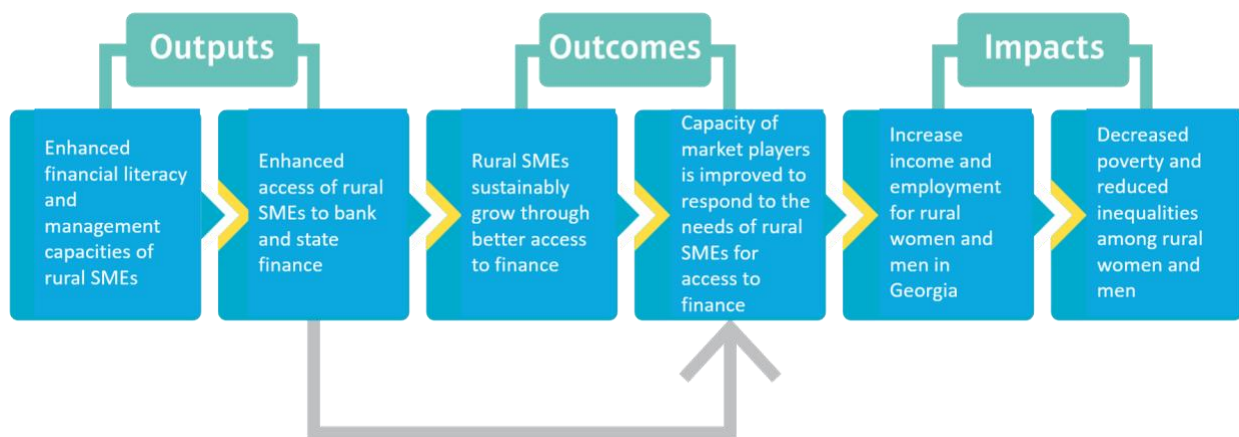 Outputs
Outcomes
Impacts
Enhanced
financial literacy
and
management
capacities of
rural SMEs
Enhanced
access of rural
SMEs to bank
and state
finance
Rural SMEs
sustainably
grow through
better access
to finance
Capacity of
market players
is improved to
respond to the
needs of rural
SMEs for
access to
finance
Increase
income and
employment
for rural
women and
men in
Georgia
Decreased
poverty and
reduced
inequalities
among rural
women and
men